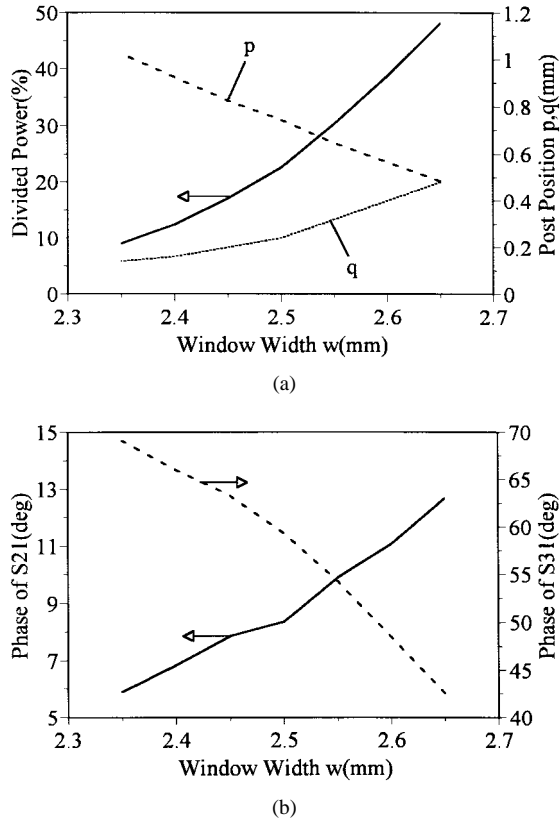 50
40
30
20
10
0
Divided Power(%)
1.2
1
0.8
0.6
0.4
0.2
0
Post Position p,q(mm)
p
q
2.3 2.4 2.5 2.6 2.7
Window Width w(mm)
(a)
15
13
11
9
7
5
Phase of S21(deg)
70
65
60
55
50
45
40
Phase of S31(deg)
2.3 2.4 2.5 2.6 2.7
Window Width w(mm)
(b)